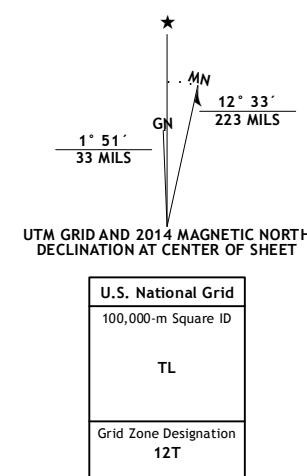 ★
MN
GN
12° 33´
223 MILS
1° 51´
33 MILS
UTM GRID AND 2014 MAGNETIC NORTH
DECLINATION AT CENTER OF SHEET
U.S. National Grid
100,000-m Square ID
TL
Grid Zone Designation
12T